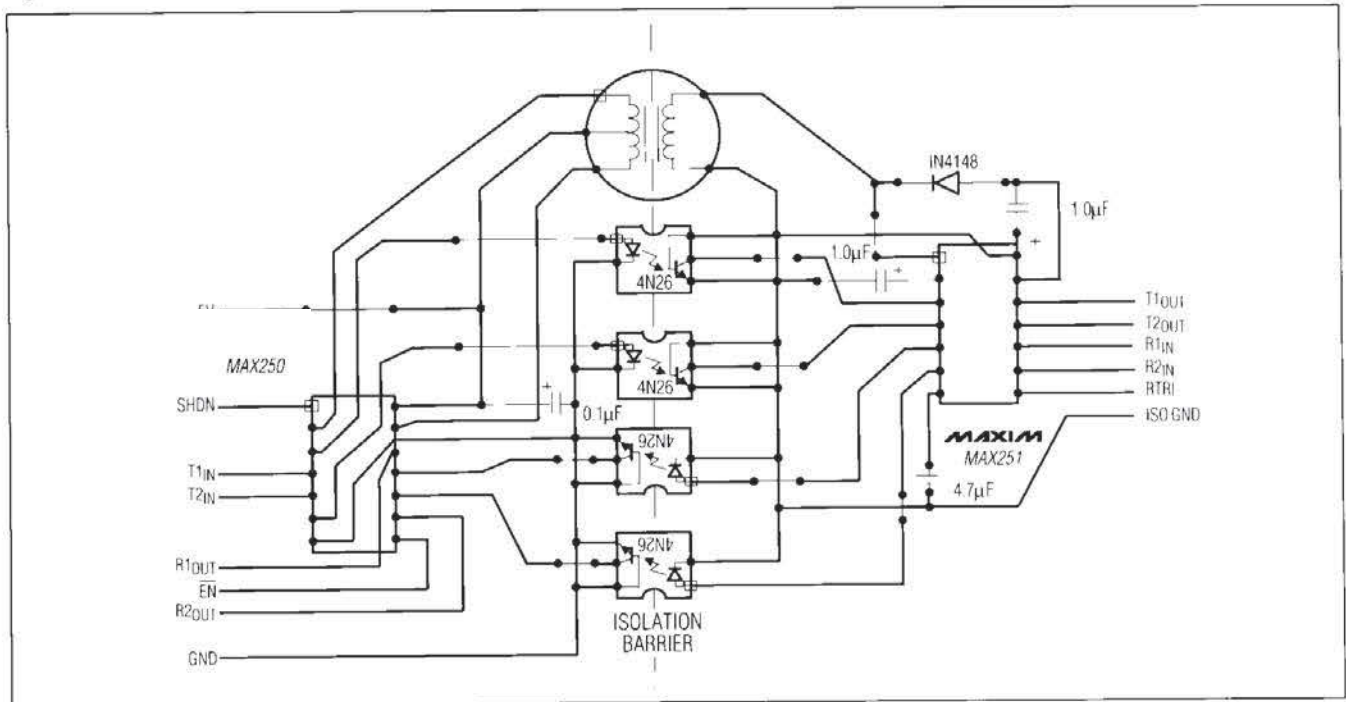 IN4148
1.0µF
+
1.0µF
+
4N26
T1OUT
T2OUT
4N26
R1IN
MAX250
R2IN
SHDN
+
0.1µF
RTRI
ISO GND
4N26
MAXIM
MAX251
T1IN
T2IN
4.7µF
4N26
R1OUT
EN
R2OUT
ISOLATION
BARRIER
GND